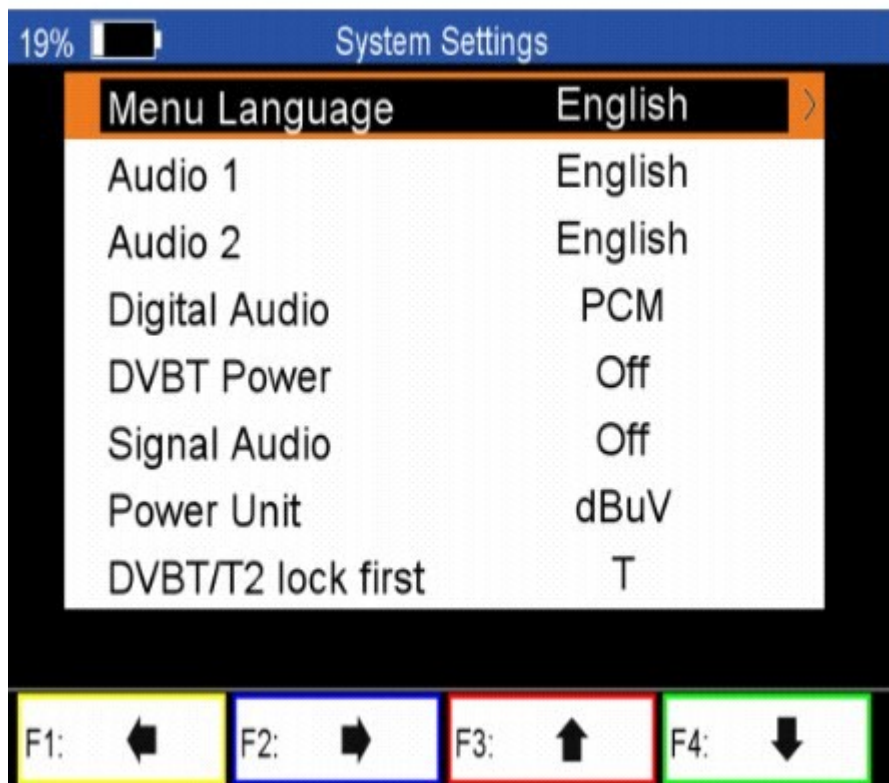 19% System Settings
Menu Language English
Audio 1 English
Audio 2 English
Digital Audio PCM
DVBT Power Off
Signal Audio Off
Power Unit dBuV
DVBT/T2 lock first T
F1: F2: F3: F4: